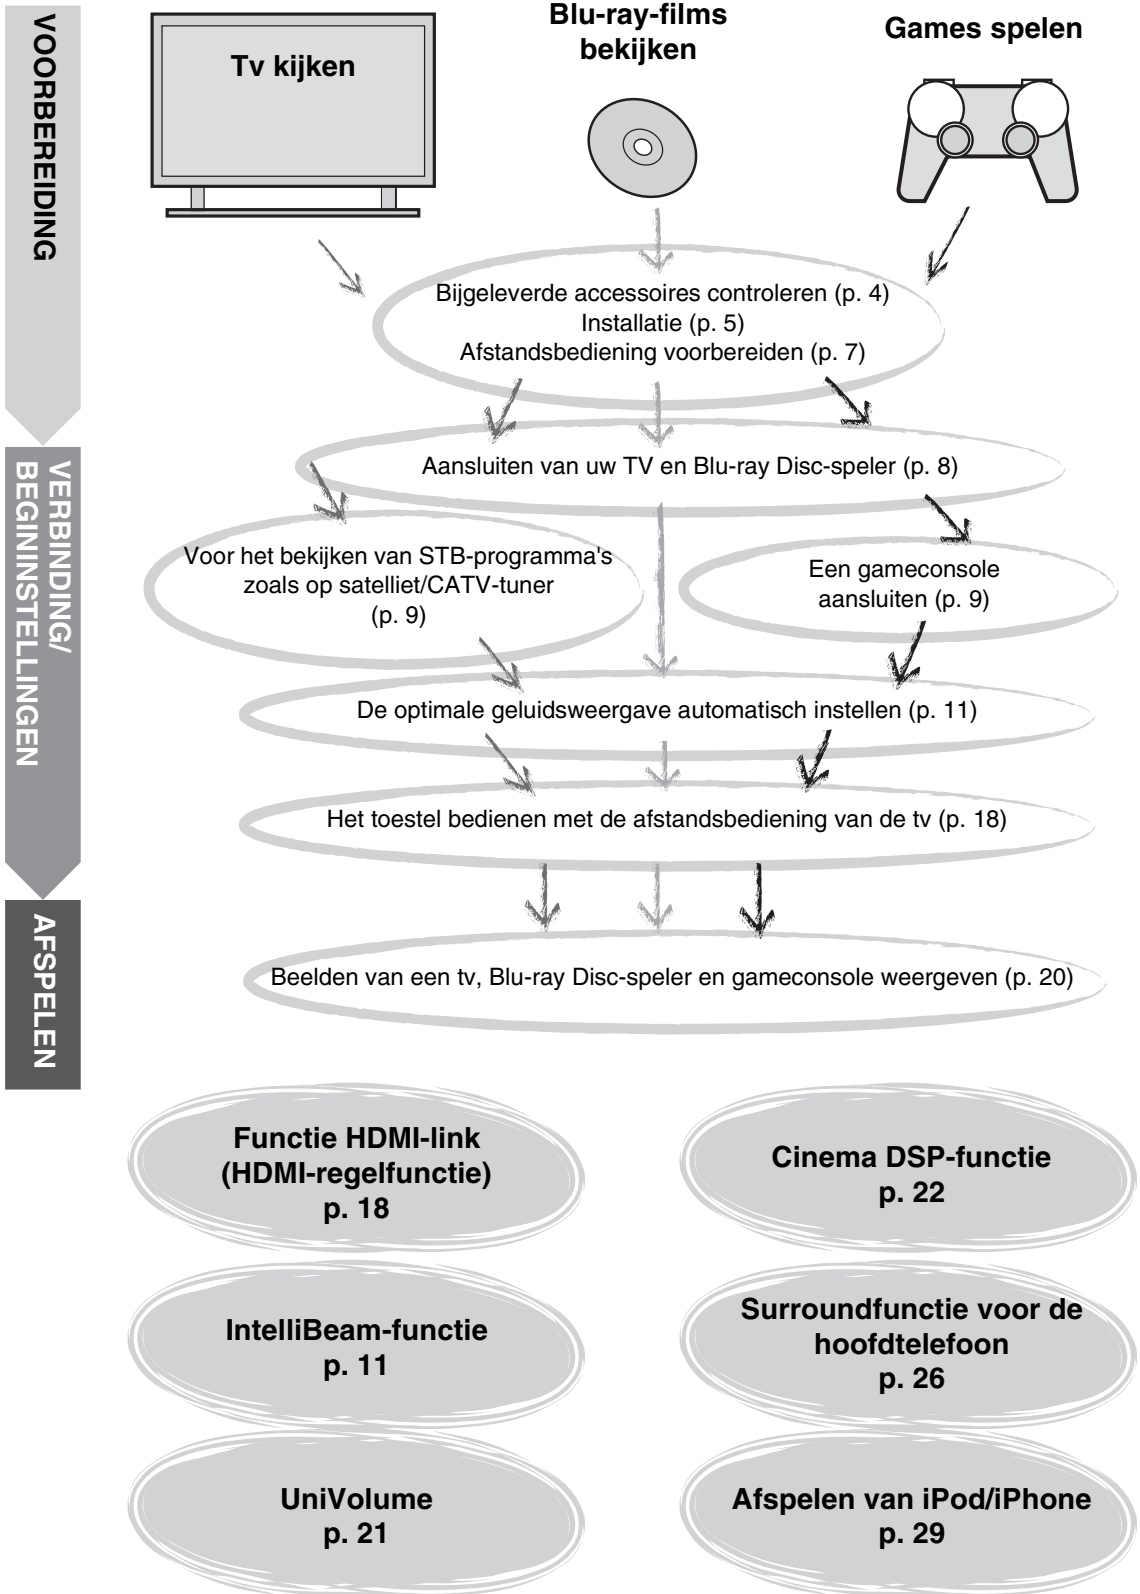 VOORBEREIDING
Tv kijken
Blu-ray-films
bekijken
Games spelen
Bijgeleverde accessoires controleren (p. 4)
Installatie (p. 5)
Afstandsbediening voorbereiden (p. 7)
VERBINDING/
BEGININSTELLINGEN
Aansluiten van uw TV en Blu-ray Disc-speler (p. 8)
Voor het bekijken van STB-programma's
zoals op satelliet/CATV-tuner
(p. 9)
Een gameconsole
aansluiten (p. 9)
De optimale geluidsweergave automatisch instellen (p. 11)
Het toestel bedienen met de afstandsbediening van de tv (p. 18)
AFSPELEN
Beelden van een tv, Blu-ray Disc-speler en gameconsole weergeven (p. 20)
Functie HDMI-link
(HDMI-regelfunctie)
p. 18
Cinema DSP-functie
p. 22
IntelliBeam-functie
p. 11
Surroundfunctie voor de
hoofdtelefoon
p. 26
UniVolume
p. 21
Afspelen van iPod/iPhone
p. 29